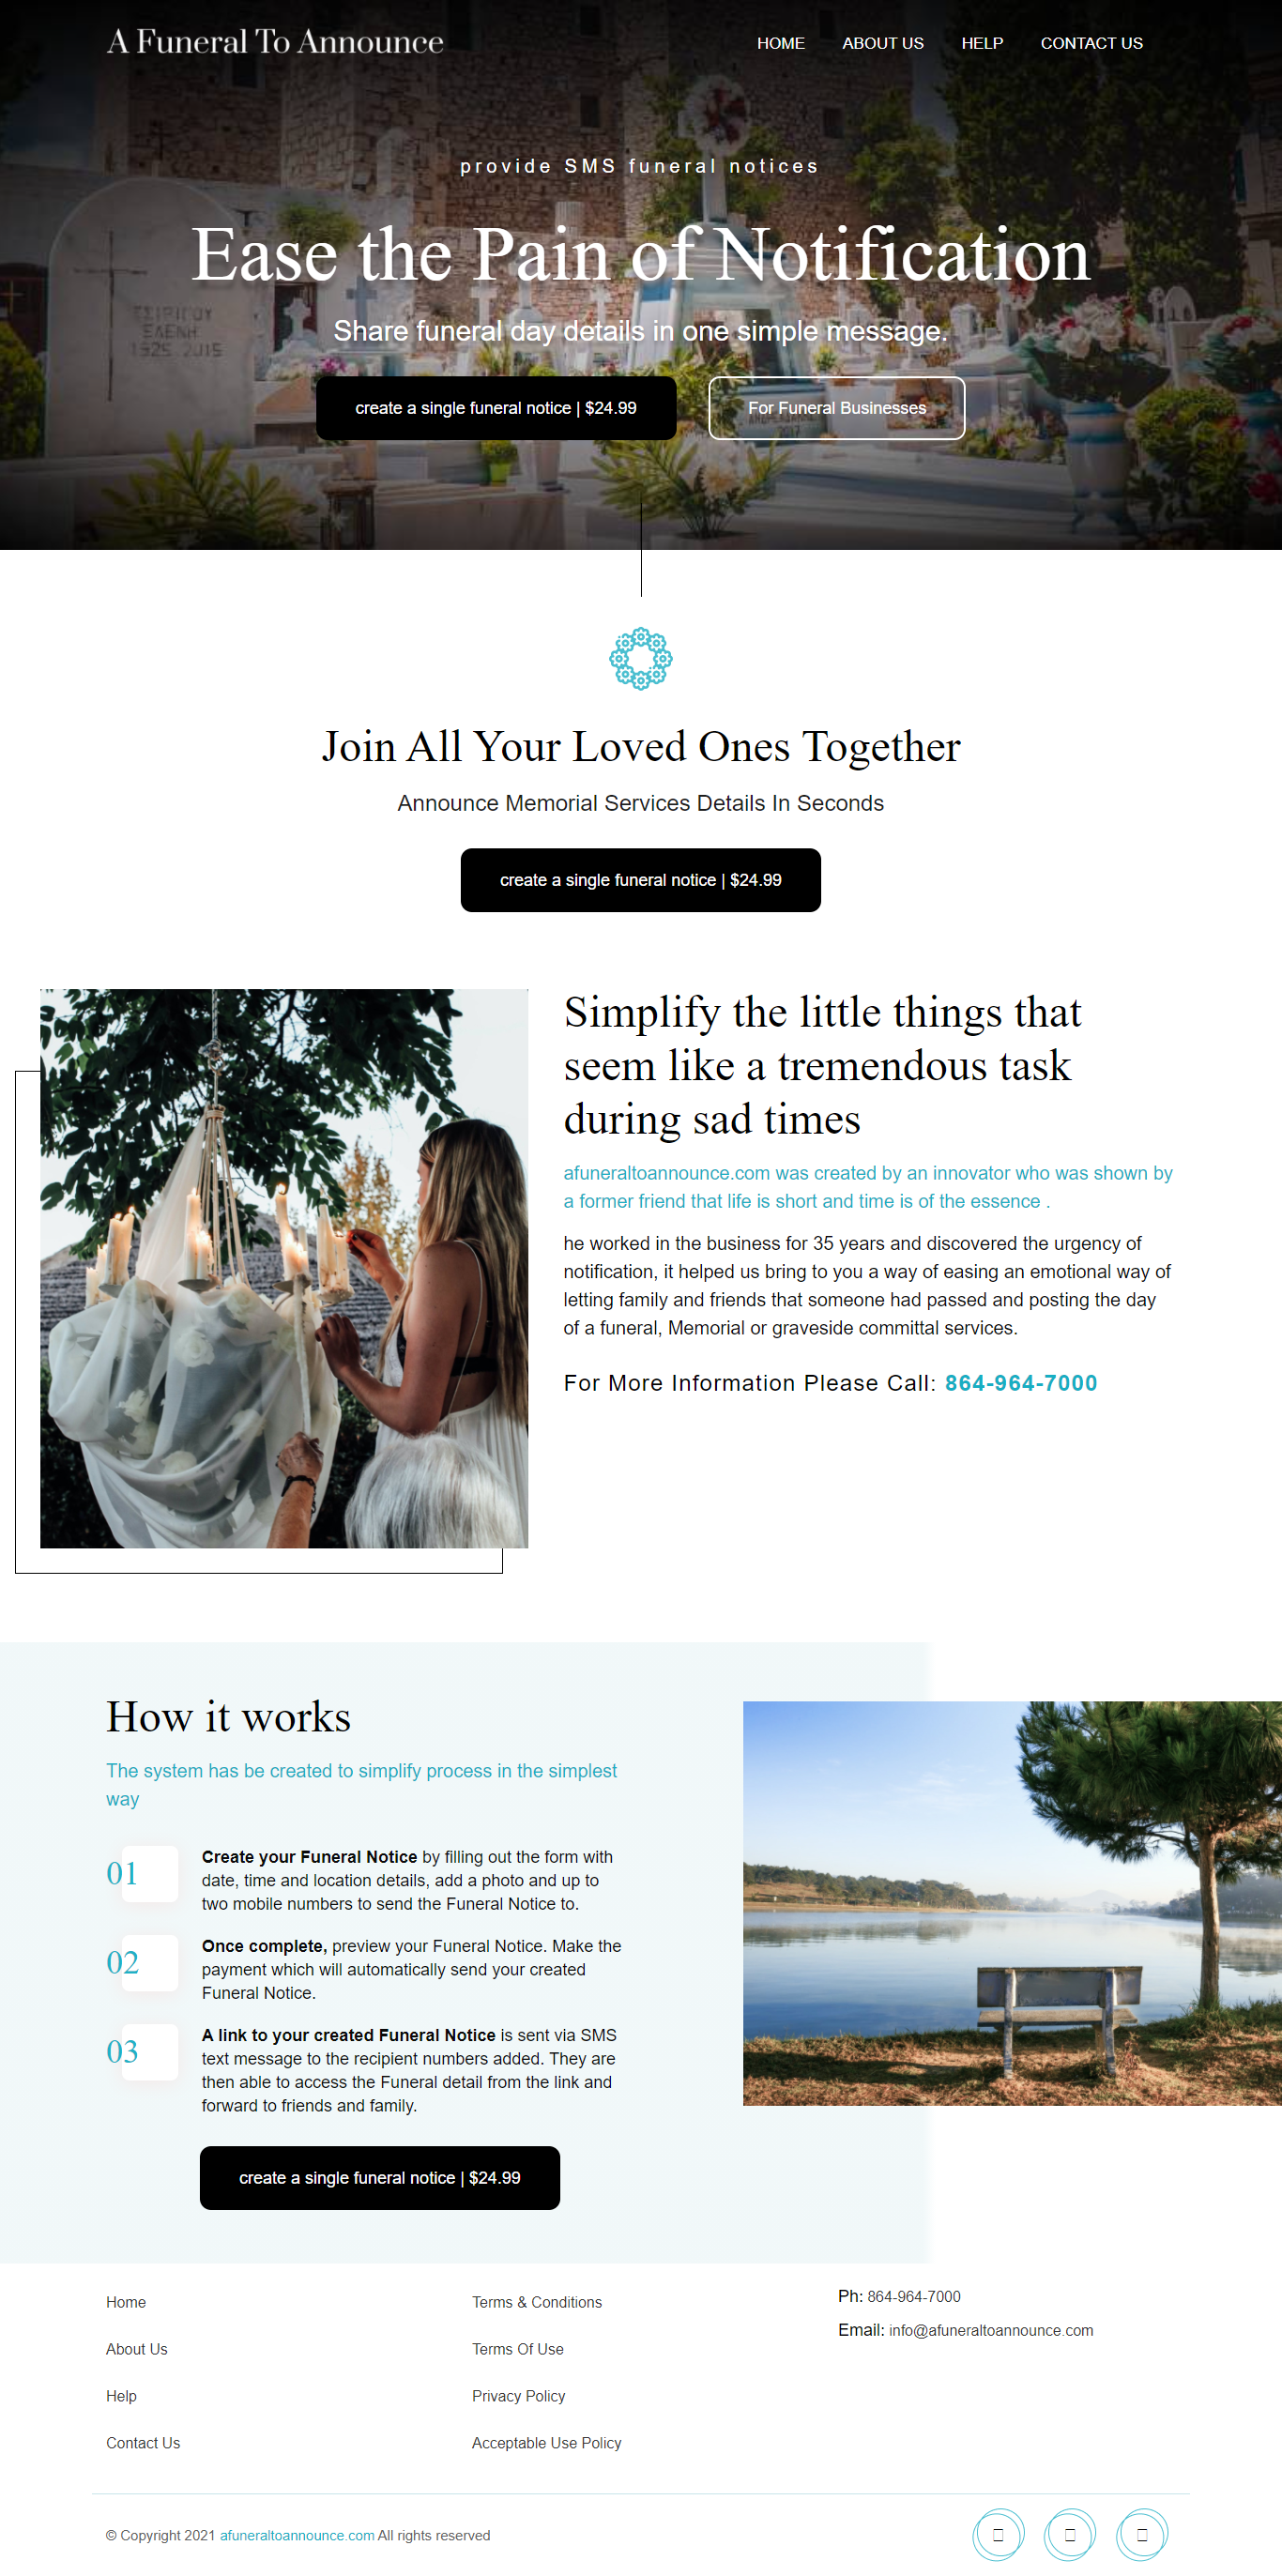 A Funeral To Announce
HOME ABOUT US HELP CONTACT US
provide SMS funeral notices
Ease the Pain of Notification
Share funeral day details in one simple message.
create a single funeral notice | $24.99
For Funeral Businesses
Join All Your Loved Ones Together
Announce Memorial Services Details In Seconds
create a single funeral notice | $24.99
Simplify the little things that
seem like a tremendous task
during sad times
afuneraltoannounce.com was created by an innovator who was shown by
a former friend that life is short and time is of the essence .
he worked in the business for 35 years and discovered the urgency of
notification, it helped us bring to you a way of easing an emotional way of
letting family and friends that someone had passed and posting the day
of a funeral, Memorial or graveside committal services.
For More Information Please Call: 864-964-7000
How it works
The system has be created to simplify process in the simplest
way
01
Create your Funeral Notice by filling out the form with
date, time and location details, add a photo and up to
two mobile numbers to send the Funeral Notice to.
02
Once complete, preview your Funeral Notice. Make the
payment which will automatically send your created
Funeral Notice.
03
A link to your created Funeral Notice is sent via SMS
text message to the recipient numbers added. They are
then able to access the Funeral detail from the link and
forward to friends and family.
create a single funeral notice | $24.99
Home
About Us
Help
Contact Us
Terms & Conditions
Terms Of Use
Privacy Policy
Acceptable Use Policy
Ph: 864-964-7000
Email: info@afuneraltoannounce.com
© Copyright 2021 afuneraltoannounce.com All rights reserved